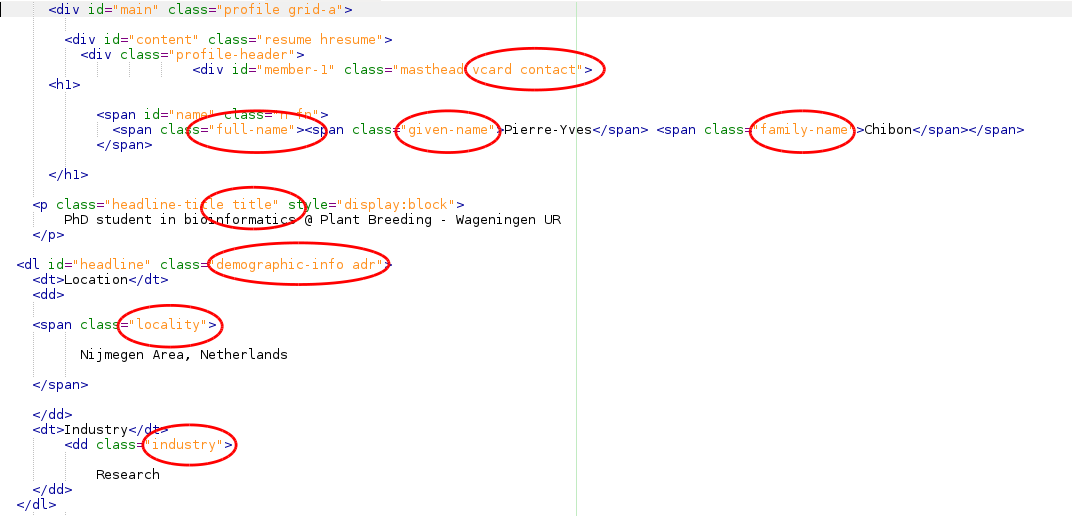 <div id="main" class="profile grid-a">
<div id="content" class="resume hresume">
<div class="profile-header">
<div id="member-1" class="masthead vcard contact">
<h1>
<span id="name" class="n fn">
<span class="full-name"><span class="given-name">Pierre-Yves</span> <span class="family-name">Chibon</span></span>
</span>
</h1>
<p class="headline-title title" style="display:block">
PhD student in bioinformatics @ Plant Breeding - Wageningen UR
</p>
<dl id="headline" class="demographic-info adr">
<dt>Location</dt>
<dd>
<span class="locality">
Nijmegen Area, Netherlands
</span>
</dd>
<dt>Industry</dt>
<dd class="industry">
Research
</dd>
</dl>